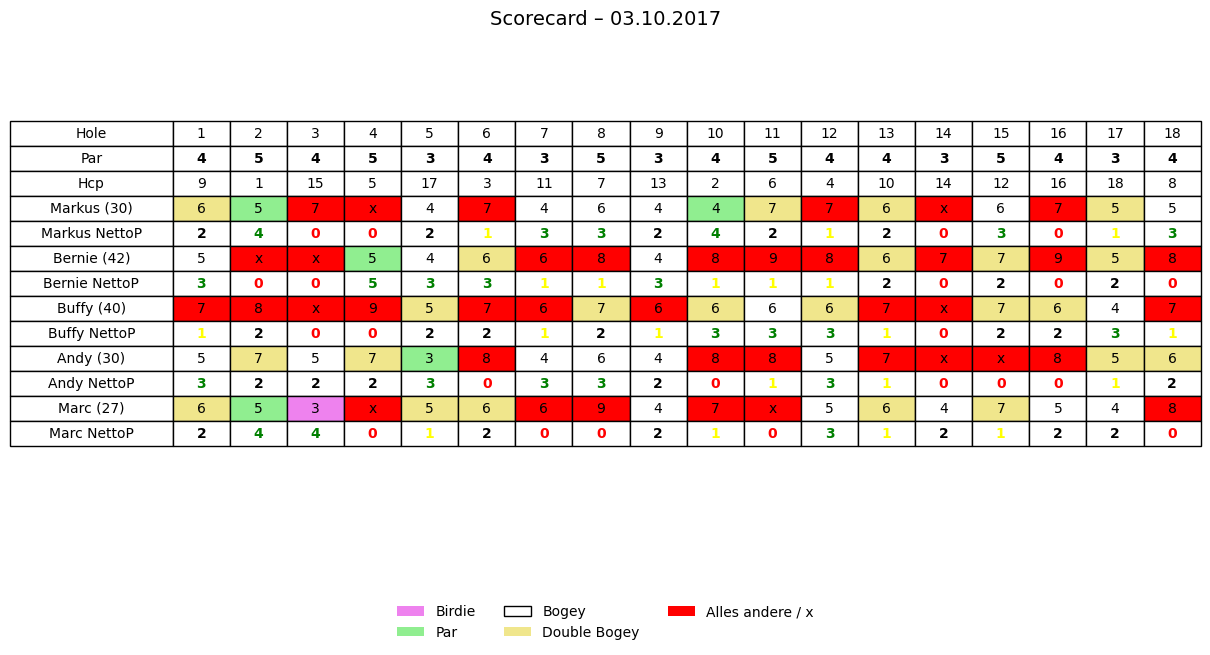 Scorecard – 03.10.2017
Hole 1 2 3 4 5 6 7 8 9 10 11 12 13 14 15 16 17 18
Par 4 5 4 5 3 4 3 5 3 4 5 4 4 3 5 4 3 4
Hcp 9 1 15 5 17 3 11 7 13 2 6 4 10 14 12 16 18 8
Markus (30) 6 5 7 x 4 7 4 6 4 4 7 7 6 x 6 7 5 5
Markus NettoP 2 4 0 0 2 1 3 3 2 4 2 1 2 0 3 0 1 3
Bernie (42) 5 x x 5 4 6 6 8 4 8 9 8 6 7 7 9 5 8
Bernie NettoP 3 0 0 5 3 3 1 1 3 1 1 1 2 0 2 0 2 0
Buffy (40) 7 8 x 9 5 7 6 7 6 6 6 6 7 x 7 6 4 7
Buffy NettoP 1 2 0 0 2 2 1 2 1 3 3 3 1 0 2 2 3 1
Andy (30) 5 7 5 7 3 8 4 6 4 8 8 5 7 x x 8 5 6
Andy NettoP 3 2 2 2 3 0 3 3 2 0 1 3 1 0 0 0 1 2
Marc (27) 6 5 3 x 5 6 6 9 4 7 x 5 6 4 7 5 4 8
Marc NettoP 2 4 4 0 1 2 0 0 2 1 0 3 1 2 1 2 2 0
Birdie Bogey Alles andere / x
Par Double Bogey